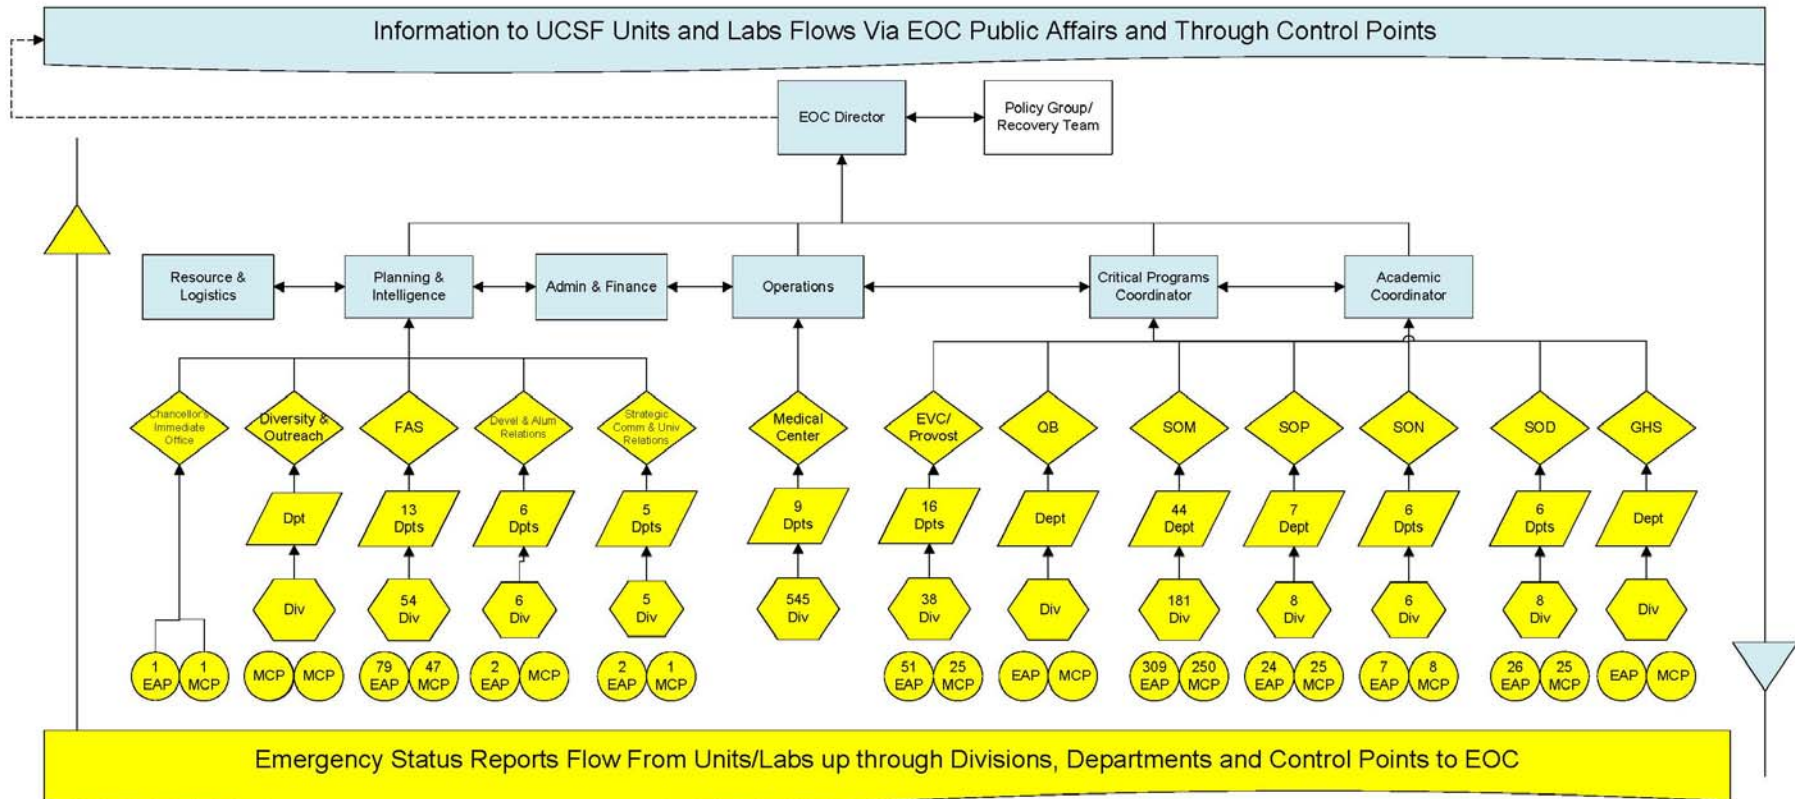 Information to UCSF Units and Labs Flows Via EOC Public Affairs and Through Control Points
EOC Director
Policy Group/
Recovery Team
Resource &
Logistics
Planning &
Intelligence
Admin & Finance
Operations
Critical Programs
Coordinator
Academic
Coordinator
Chancellor's
Immediate
Office
Diversity &
Outreach
FAS
Devel & Alum
Relations
Strategic
Comm & Univ
Relations
Medical
Center
EVC/
Provost
QB
SOM
SOP
SON
SOD
GHS
Dpt
13
Dpts
6
Dpts
5
Dpts
9
Dpts
16
Dpts
Dept
44
Dept
7
Dept
6
Dpts
6
Dpts
Dept
Div
54
Div
6
Div
5
Div
545
Div
38
Div
Div
181
Div
8
Div
6
Div
8
Div
Div
1
EAP
1
MCP
MCP
MCP
79
EAP
47
MCP
2
EAP
MCP
2
EAP
1
MCP
51
EAP
25
MCP
EAP
MCP
309
EAP
250
MCP
24
EAP
25
MCP
7
EAP
8
MCP
26
EAP
25
MCP
EAP
MCP
Emergency Status Reports Flow From Units/Labs up through Divisions, Departments and Control Points to EOC